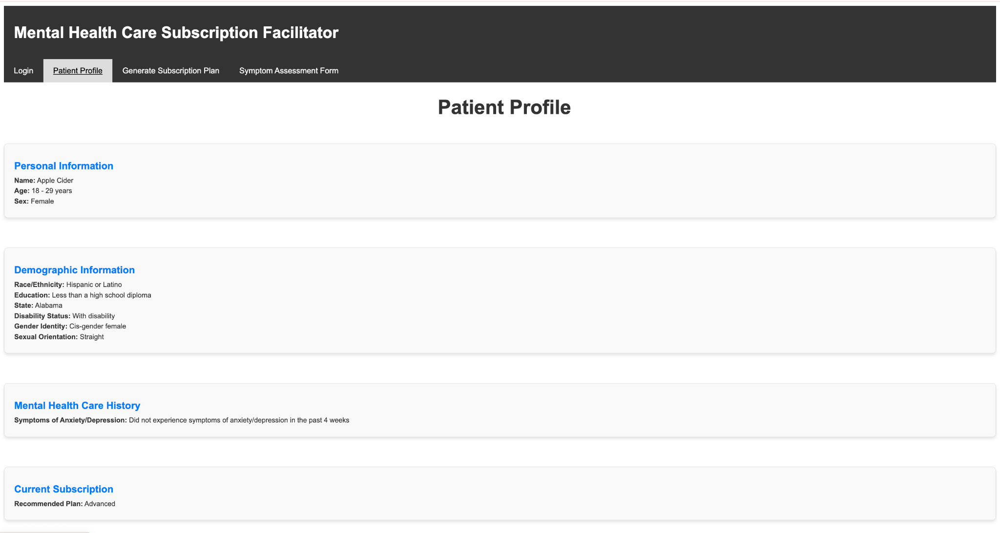 Mental Health Care Subscription Facilitator
Login Patient Profile Generate Subscription Plan Symptom Assessment Form
Patient Profile
Personal Information
Name: Apple Cider
Age: 18 - 29 years
Sex: Female
Demographic Information
Race/Ethnicity: Hispanic or Latino
Education: Less than a high school diploma
State: Alabama
Disability Status: With disability
Gender Identity: Cis-gender female
Sexual Orientation: Straight
Mental Health Care History
Symptoms of Anxiety/Depression: Did not experience symptoms of anxiety/depression in the past 4 weeks
Current Subscription
Recommended Plan: Advanced